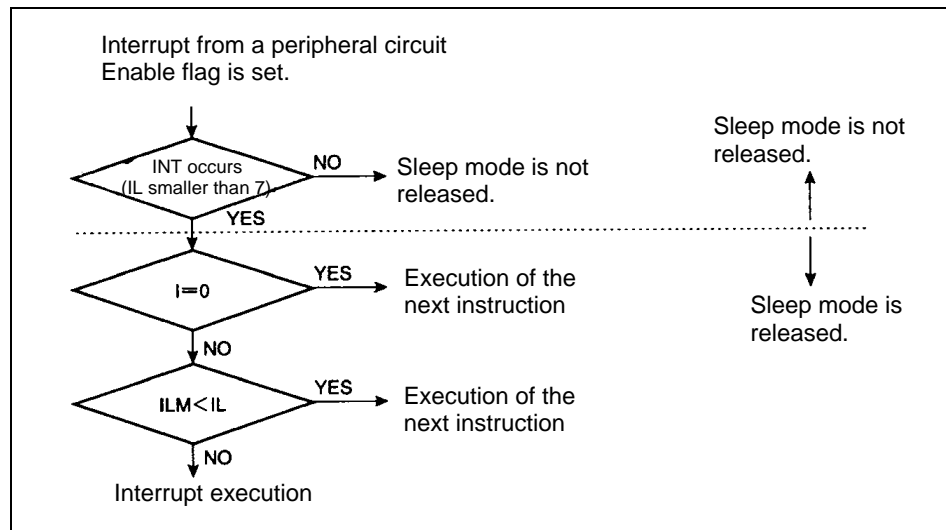 Interrupt from a peripheral circuit
Enable flag is set.
INT occurs
(IL smaller than 7)
NO
Sleep mode is not
released.
YES
Sleep mode is not
released.
I=0
YES
Execution of the
next instruction
Sleep mode is
released.
NO
ILM<IL
YES
Execution of the
next instruction
NO
Interrupt execution